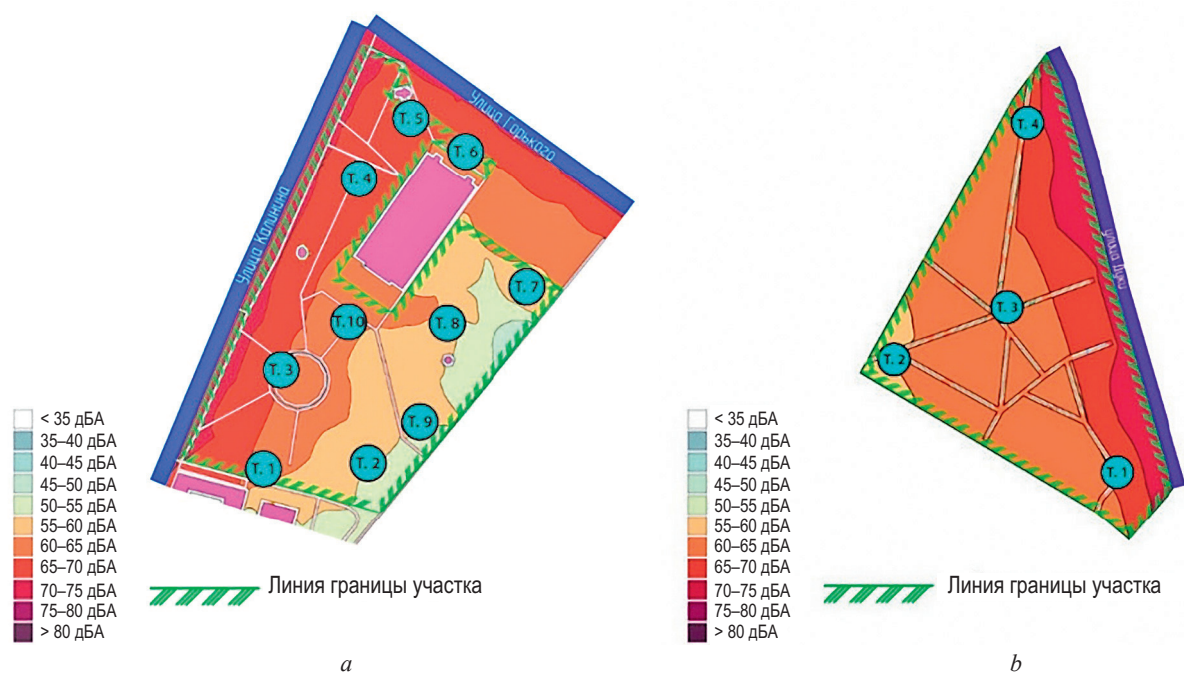 Улица Горького
Улица Калинина
Т. 5
Т. 6
Т. 4
Т. 7
Т.10
Т. 8
Т. 3
Т. 9
Т. 1
Т. 2
< 35 дБА
35–40 дБА
40–45 дБА
45–50 дБА
50–55 дБА
55–60 дБА
60–65 дБА
65–70 дБА
70–75 дБА
75–80 дБА
> 80 дБА
Линия границы участка
a
Т. 4
Т. 3
Т. 2
Т. 1
< 35 дБА
35–40 дБА
40–45 дБА
45–50 дБА
50–55 дБА
55–60 дБА
60–65 дБА
65–70 дБА
70–75 дБА
75–80 дБА
> 80 дБА
Линия границы участка
b